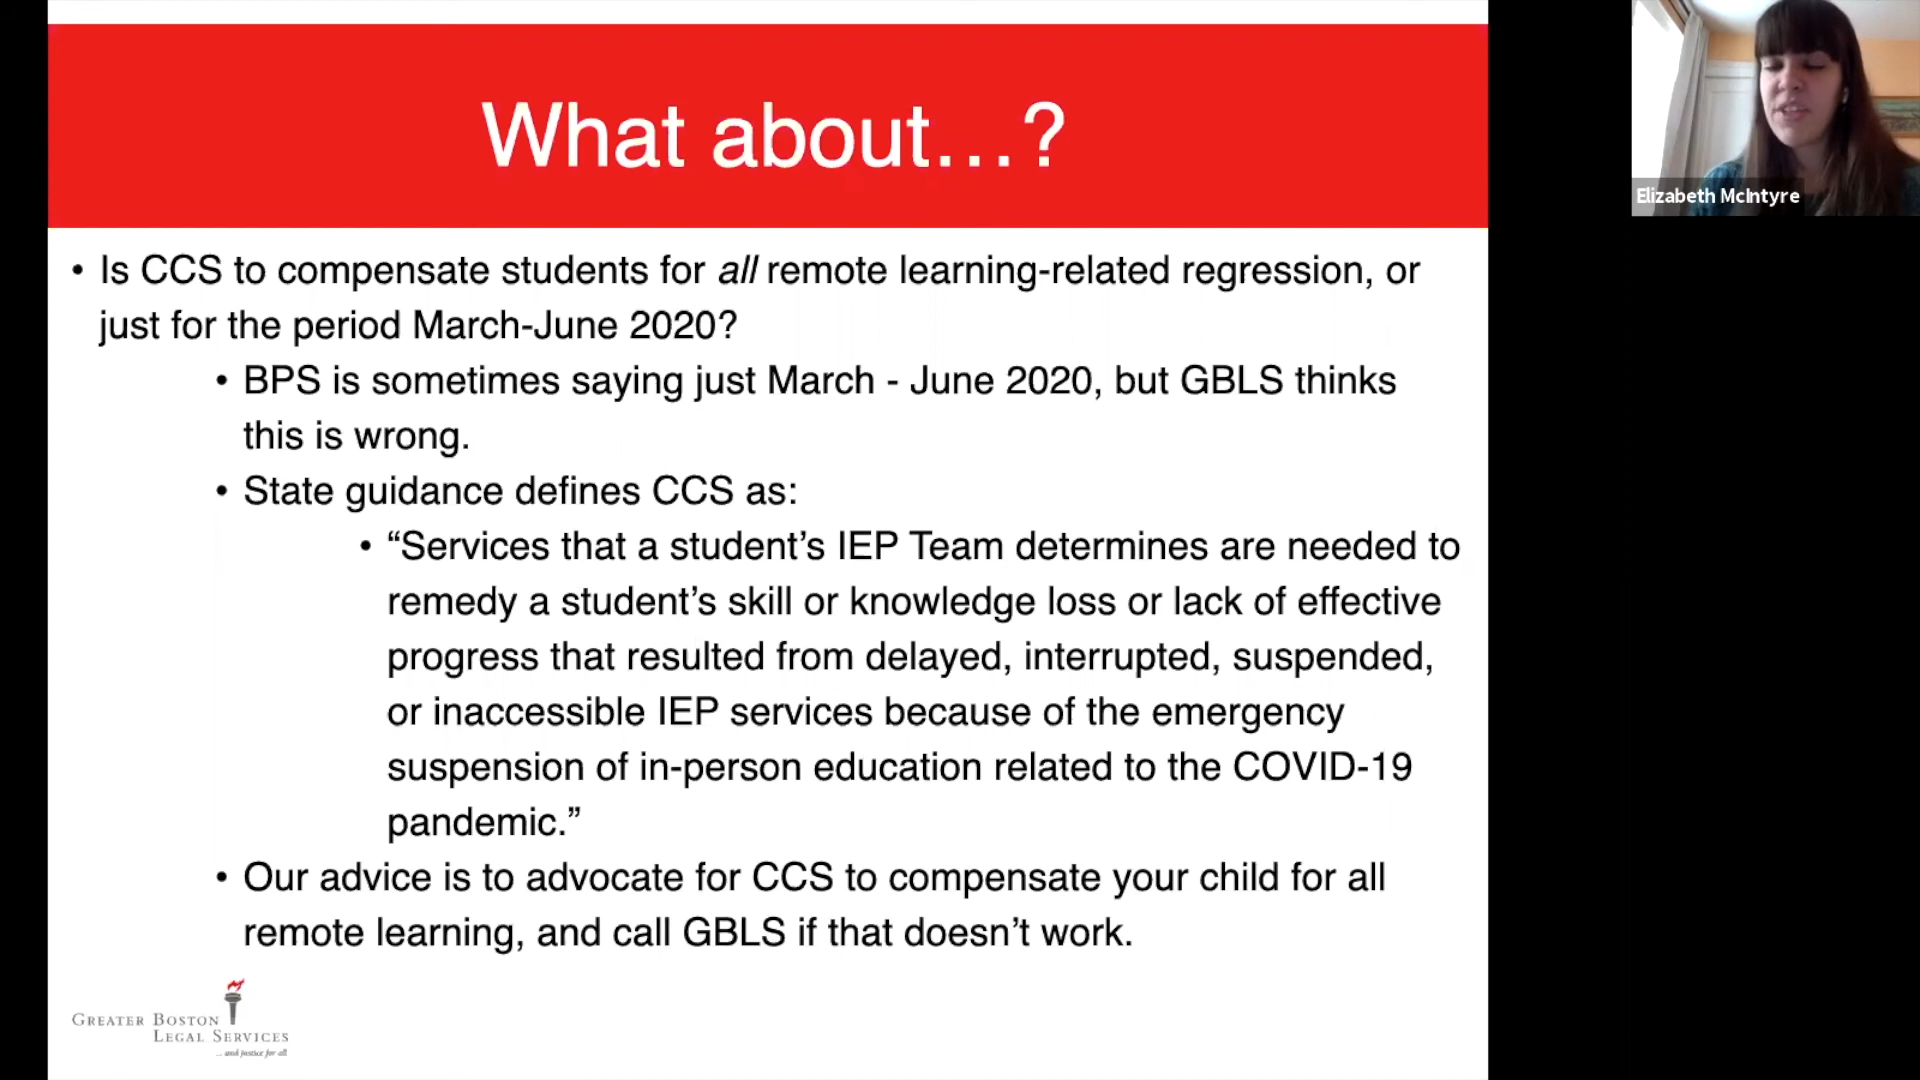 What about…?
Elizabeth McIntyre
• Is CCS to compensate students for all remote learning-related regression, or
just for the period March-June 2020?
• BPS is sometimes saying just March - June 2020, but GBLS thinks
this is wrong.
• State guidance defines CCS as:
• “Services that a student’s IEP Team determines are needed to
remedy a student’s skill or knowledge loss or lack of effective
progress that resulted from delayed, interrupted, suspended,
or inaccessible IEP services because of the emergency
suspension of in-person education related to the COVID-19
pandemic.”
• Our advice is to advocate for CCS to compensate your child for all
remote learning, and call GBLS if that doesn’t work.
GREATER BOSTON
LEGAL SERVICES
... and justice for all